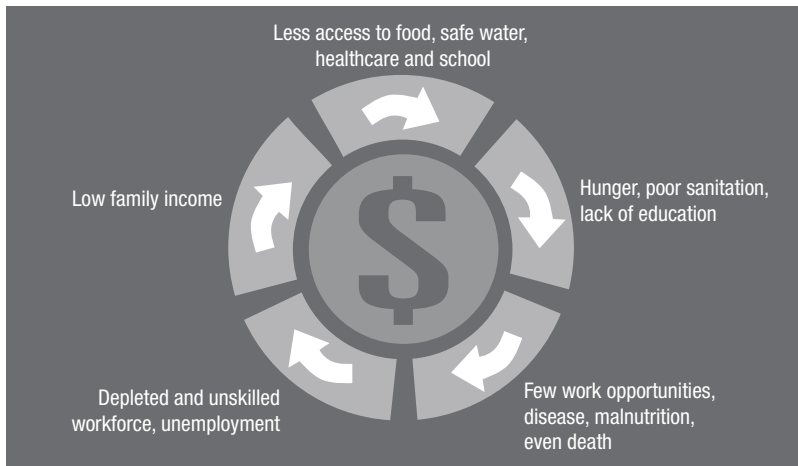 Less access to food, safe water,
healthcare and school
Hunger, poor sanitation,
lack of education
Few work opportunities,
disease, malnutrition,
even death
Depleted and unskilled
workforce, unemployment
Low family income
$